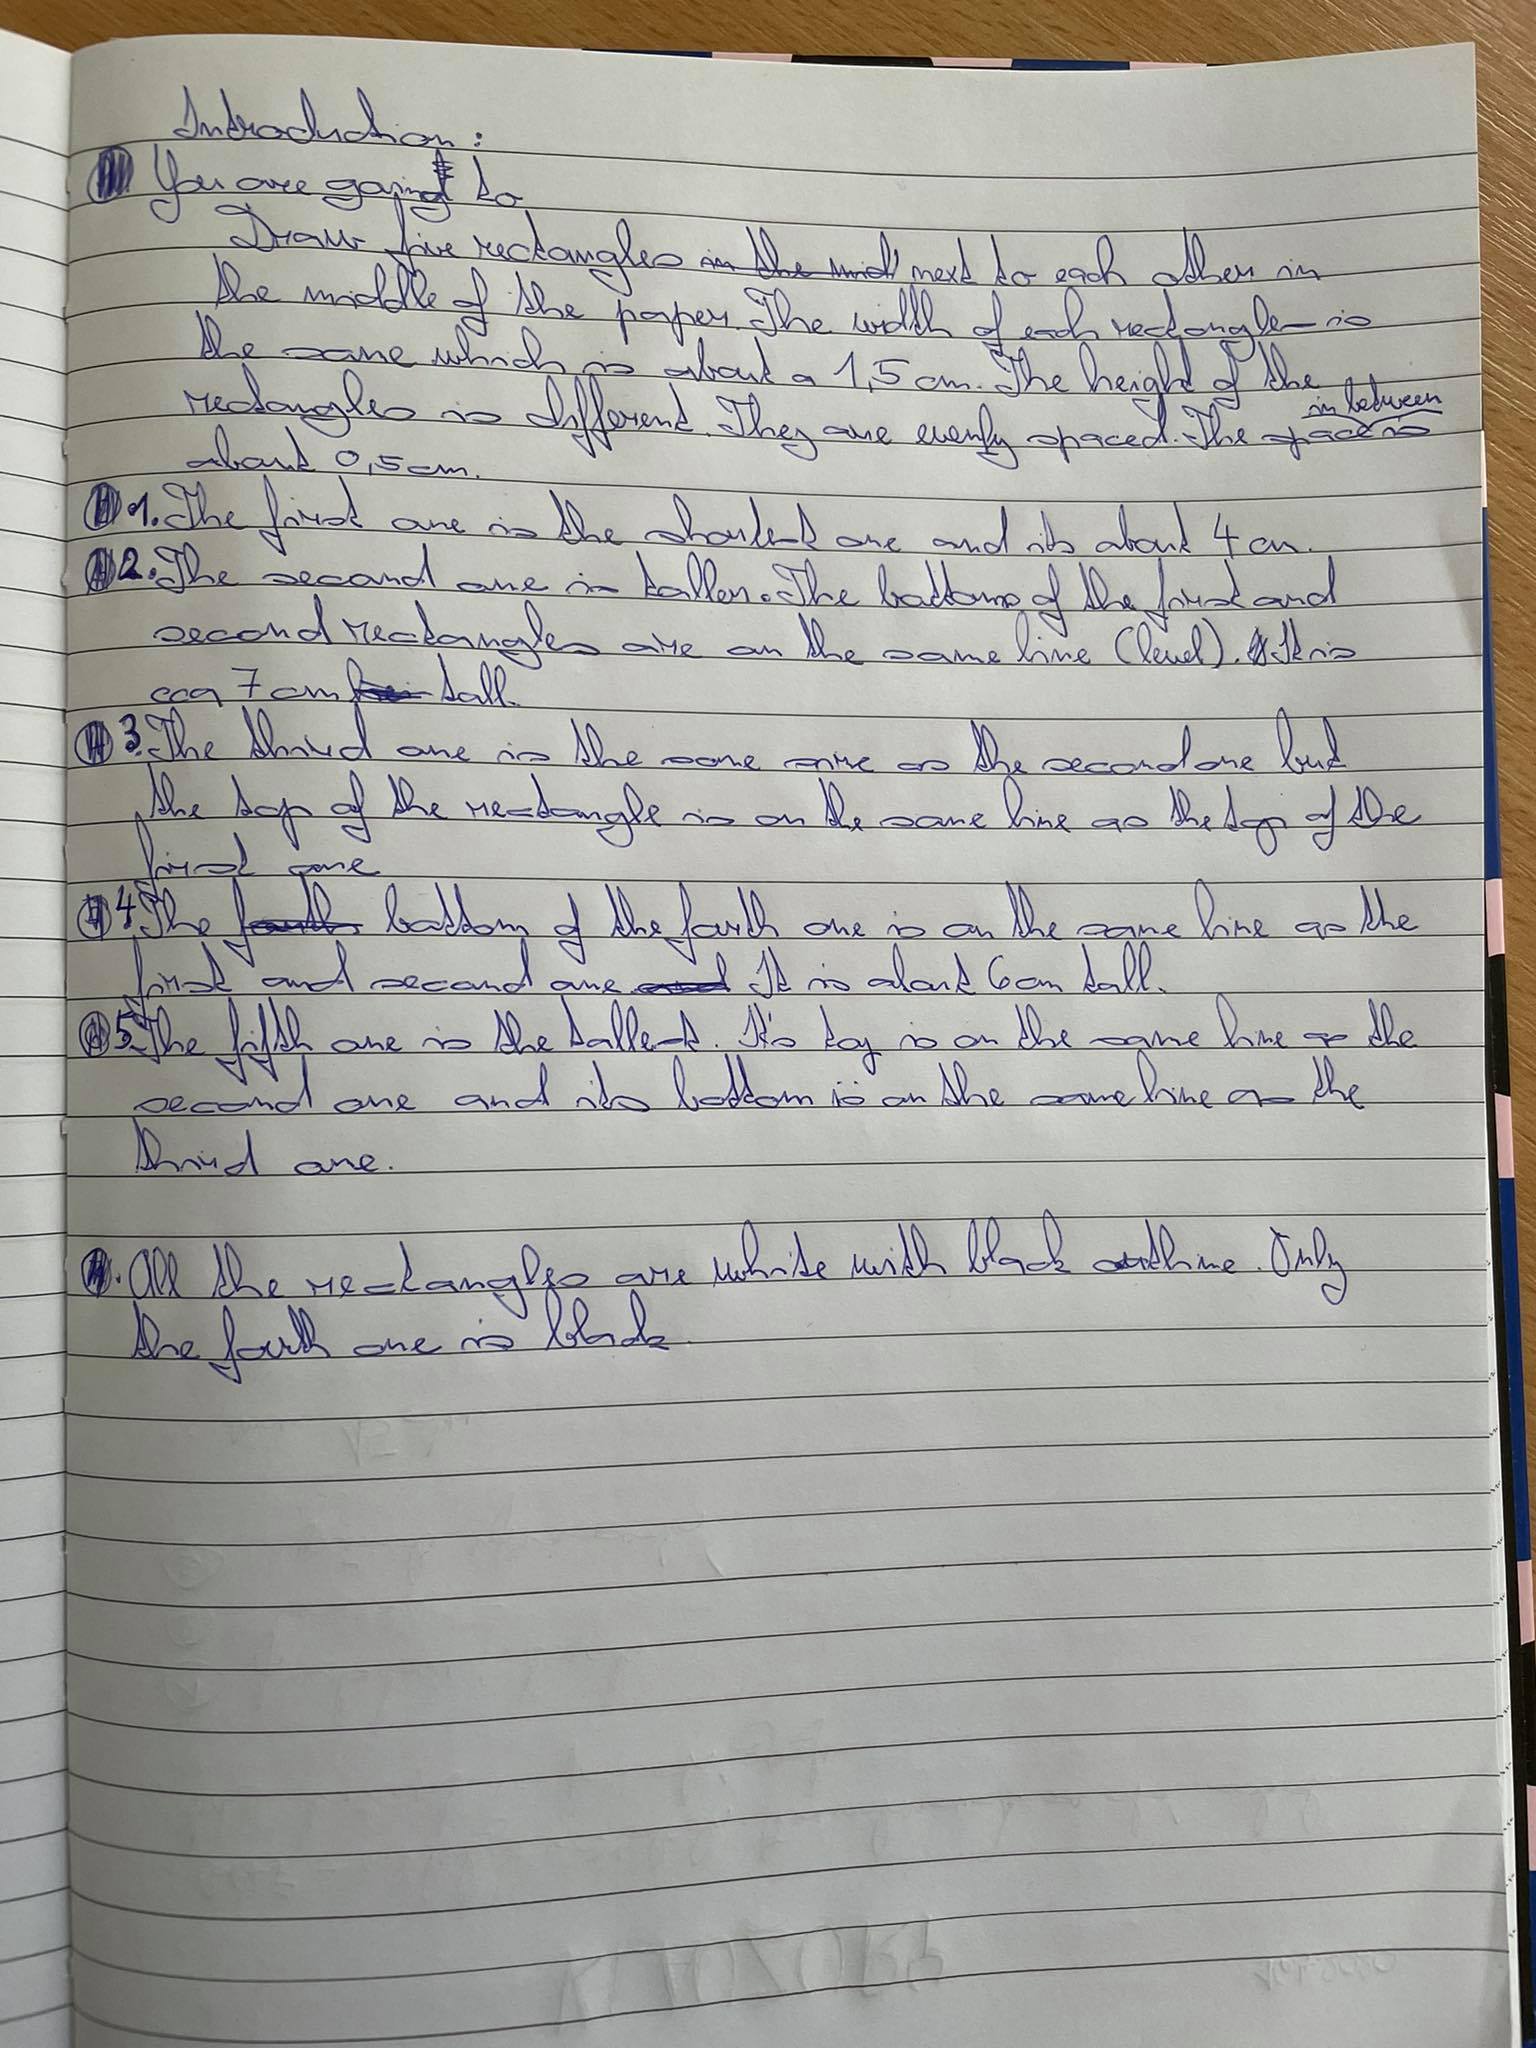 Introduction:
You are going to
Draw five rectangles in the mid next to each other in
the middle of the paper. The width of each rectangle is
the same which is about a 1,5 cm. The height of the
rectangles is different. They are evenly spaced. The space in between is
about 0,5 cm.
1. The first one is the shortest one and its about 4 cm.
2. The second one is taller. The bottoms of the first and
second rectangles are on the same line (level). It is
cca 7 cm tall.
3. The third one is the same size as the second one but
the top of the rectangle is on the same line as the top of the
first one.
4 The fourth bottom of the fourth one is on the same line as the
first and second one and It is about 6 cm tall.
5. The fifth one is the tallest. It's top is on the same line as the
second one and its bottom is on the same line as the
third one.
All the rectangles are white with black outline. Only
the fourth one is black.